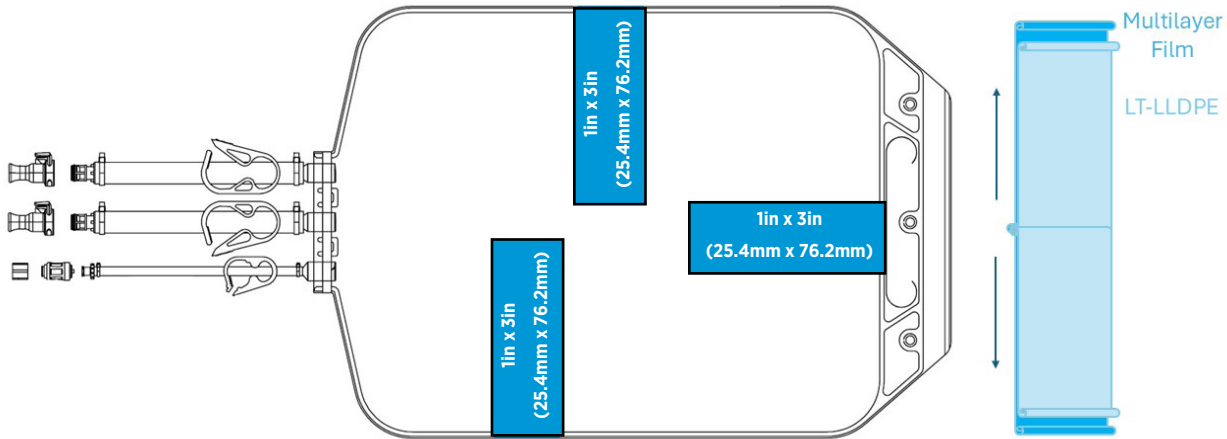 1in x 3in
(25.4mm x 76.2mm)
1in x 3in
(25.4mm x 76.2mm)
1in x 3in
(25.4mm x 76.2mm)
Multilayer
Film
LT-LLDPE